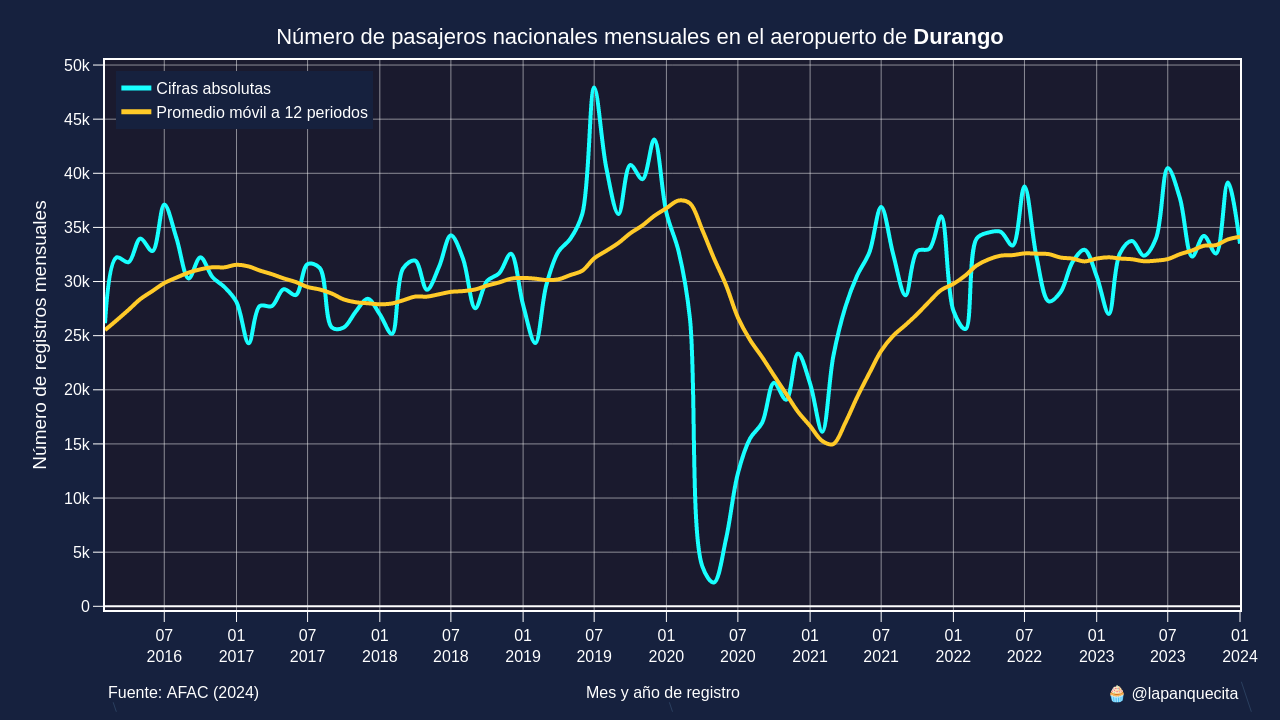 Número de pasajeros nacionales mensuales en el aeropuerto de Durango
Cifras absolutas
Promedio móvil a 12 periodos
Número de registros mensuales
50k
45k
40k
35k
30k
25k
20k
15k
10k
5k
0
07 01 07 01 07 01 07 01 07 01 07 01 07 01 07 01
2016 2017 2017 2018 2018 2019 2019 2020 2020 2021 2021 2022 2022 2023 2023 2024
Fuente: AFAC (2024) Mes y año de registro 🧁 @lapanquecita